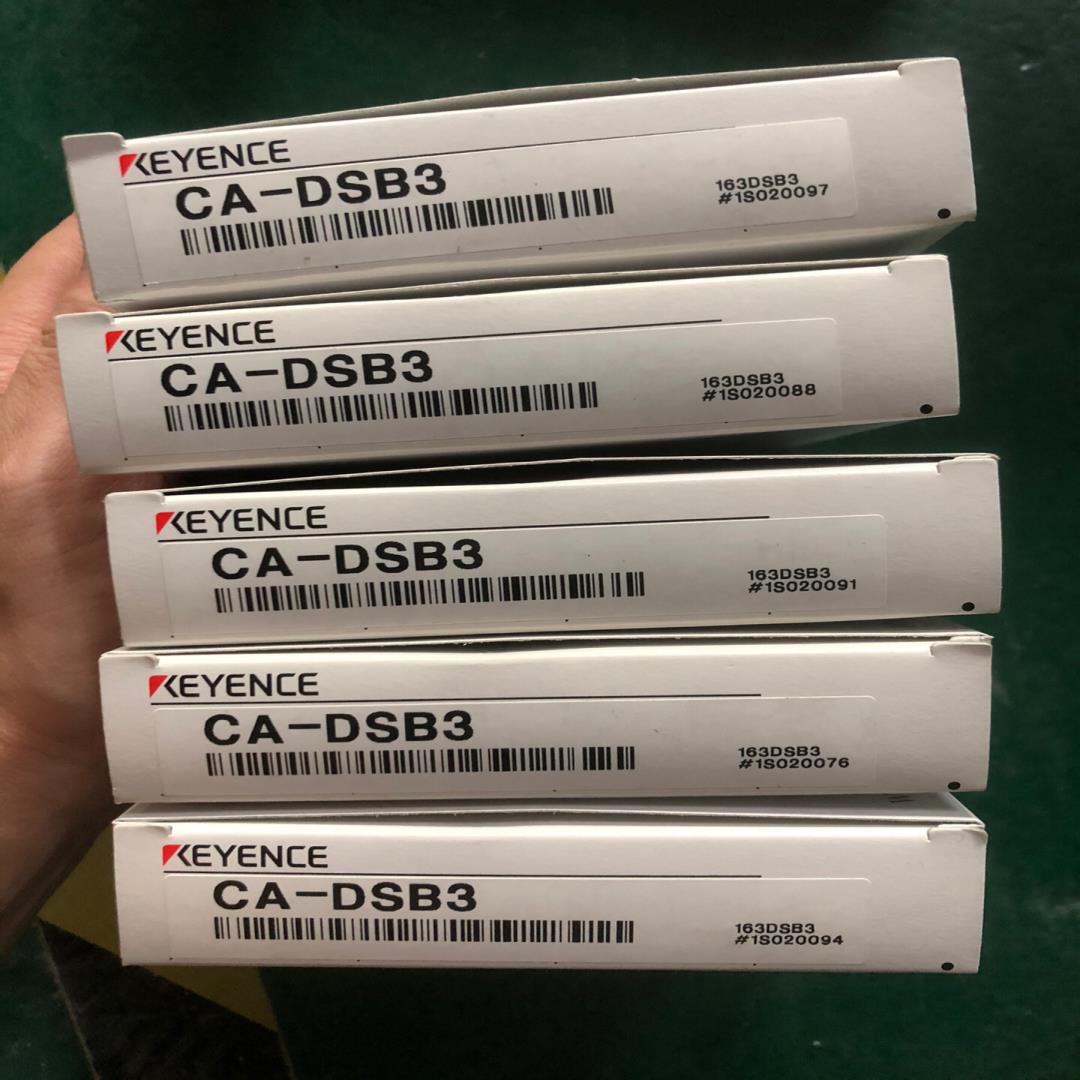 KEYENCE
CA-DSB3
163DSB3
#1S020097
KEYENCE
CA-DSB3
163DSB3
#1S020088
KEYENCE
CA-DSB3
163DSB3
#1S020091
KEYENCE
CA-DSB3
163DSB3
#1S020076
KEYENCE
CA-DSB3
163DSB3
#1S020094